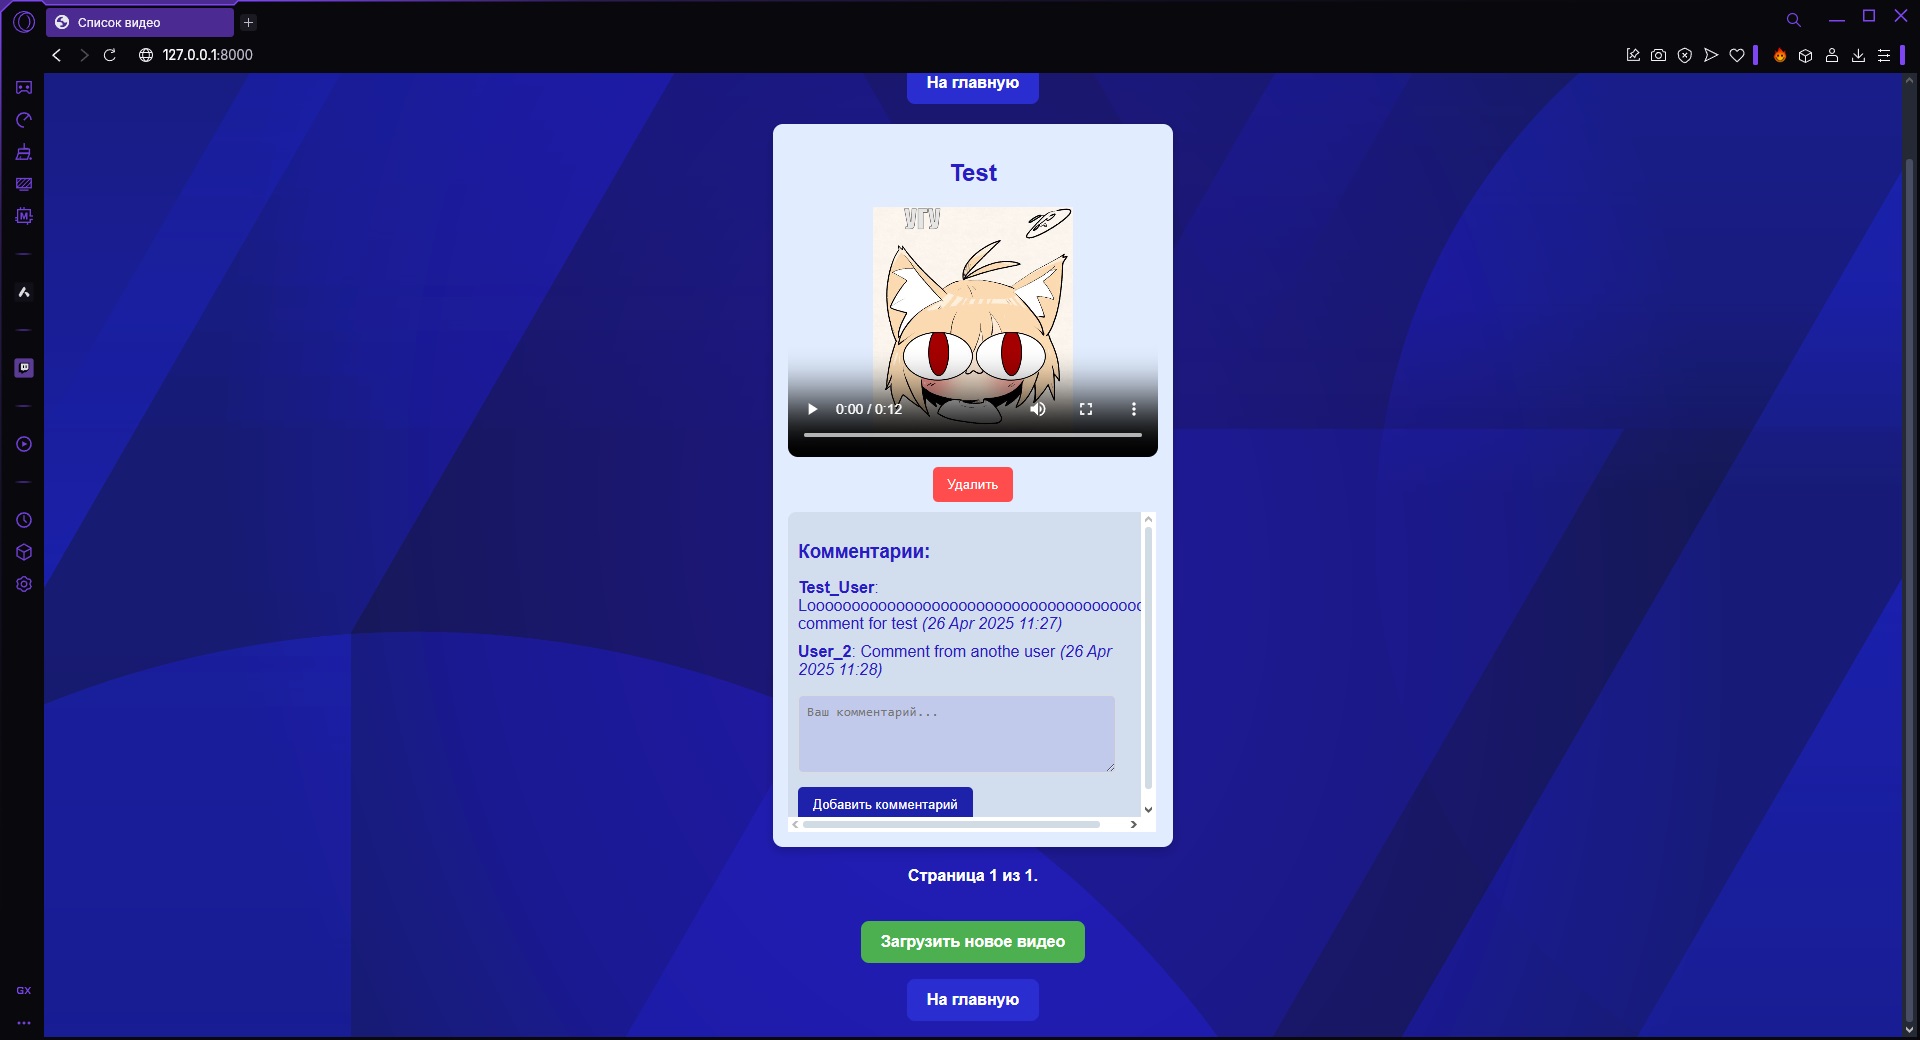 Список видео
127.0.0.1:8000
На главную
Test
УГУ
0:00 / 0:12
Удалить
Комментарии:
Test_User:
Looooooooooooooooooooooooooooooooooooooo
comment for test (26 Apr 2025 11:27)
User_2: Comment from anothe user (26 Apr
2025 11:28)
Ваш комментарий...
Добавить комментарий
Страница 1 из 1.
Загрузить новое видео
На главную
GX